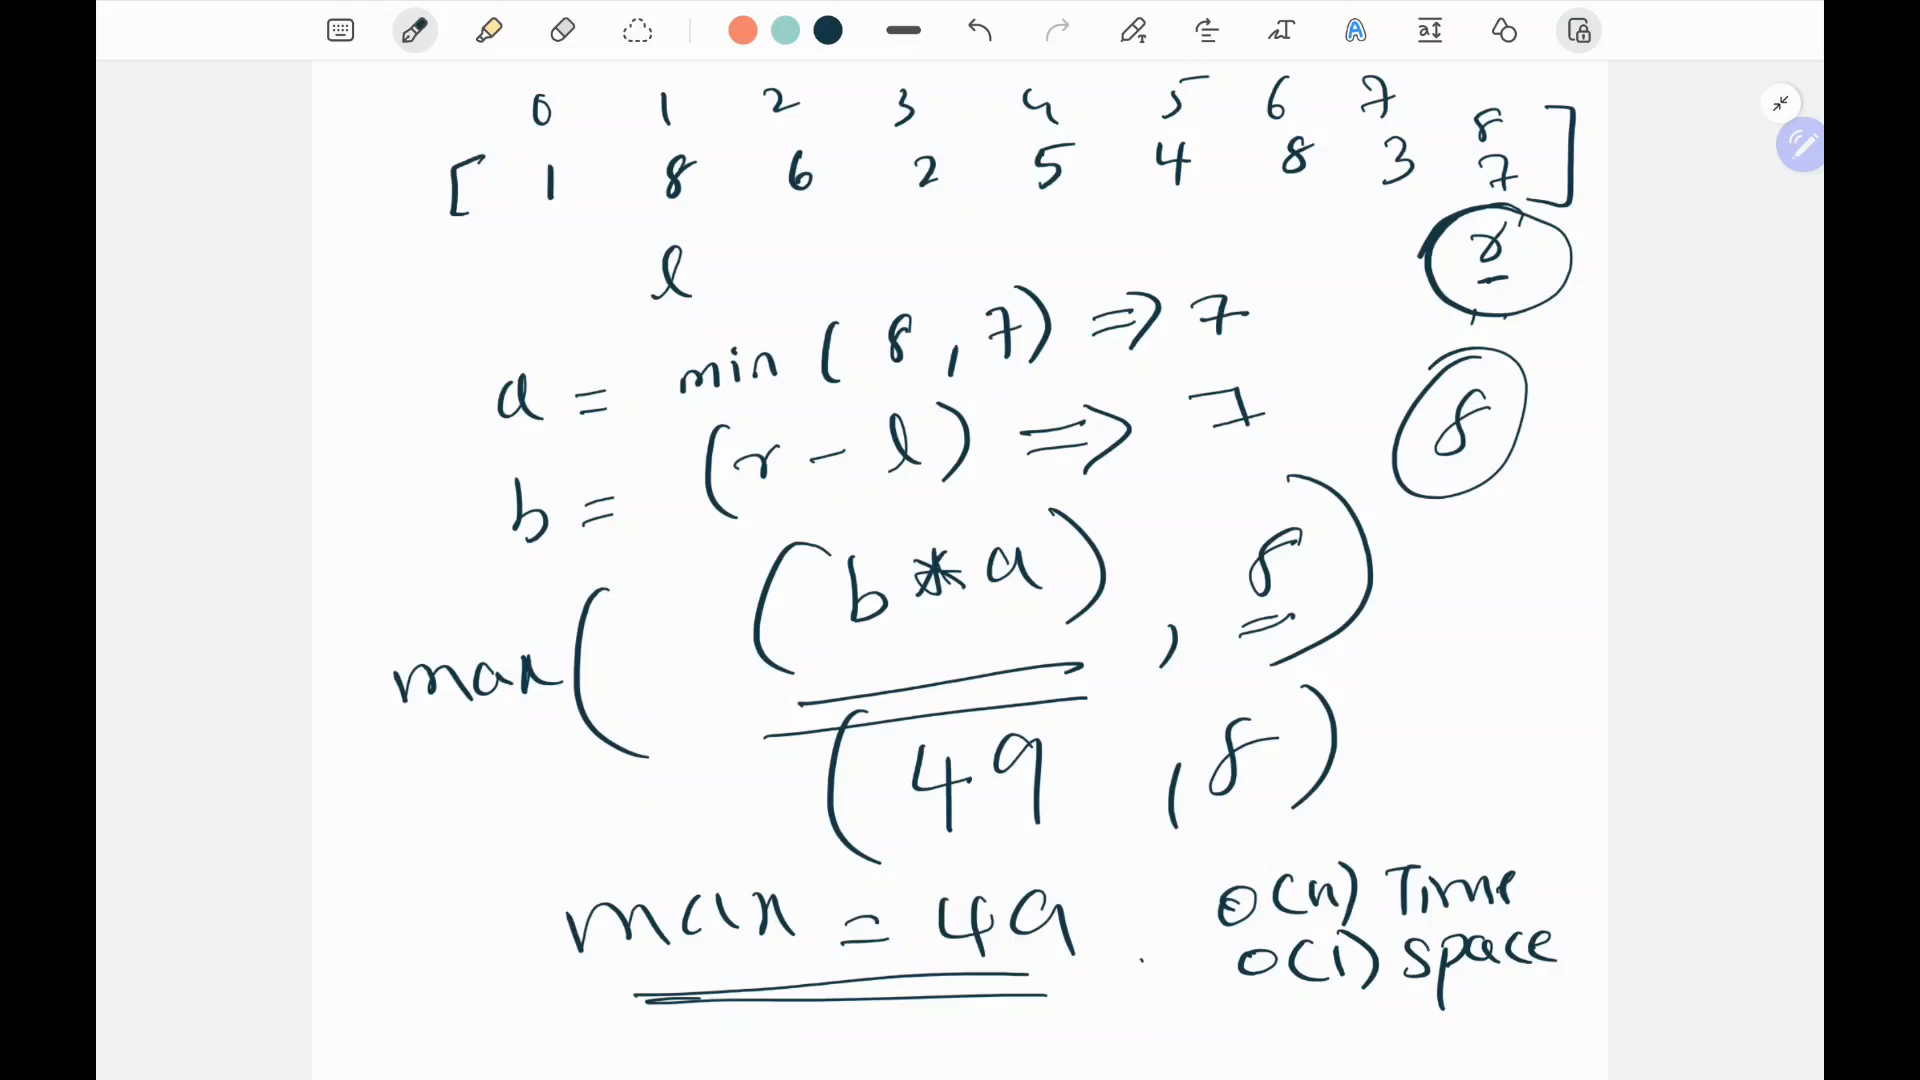 0 1 2 3 4 5 6 7 8
[ 1 8 6 2 5 4 8 3 7 ]
l r
a = min ( 8 , 7 ) => 7
8
b = (r - l) => 7
max( (b * a) , 8 )
( 49 , 8 )
max = 49
O(n) Time
O(1) space